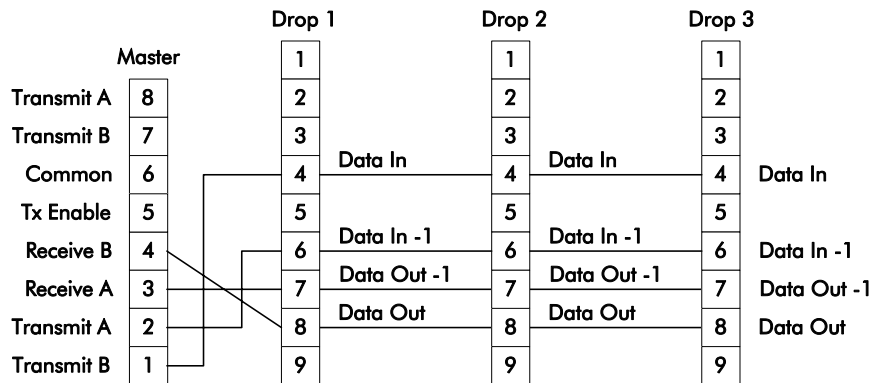 Drop 1 Drop 2 Drop 3
Master 1 1 1
Transmit A 8 2 2 2
Transmit B 7 3 3 3
Common 6 4 Data In 4 Data In 4 Data In
Tx Enable 5 5 5 5
Receive B 4 6 Data In -1 6 Data In -1 6 Data In -1
Receive A 3 7 Data Out -1 7 Data Out -1 7 Data Out -1
Transmit A 2 8 Data Out 8 Data Out 8 Data Out
Transmit B 1 9 9 9